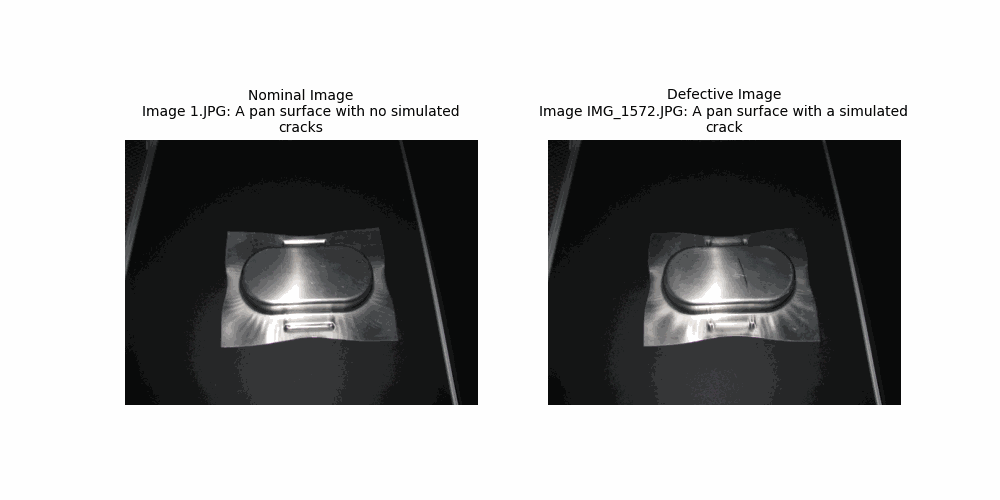 Nominal Image
Image 1.JPG: A pan surface with no simulated
cracks
Defective Image
Image IMG_1572.JPG: A pan surface with a simulated
crack